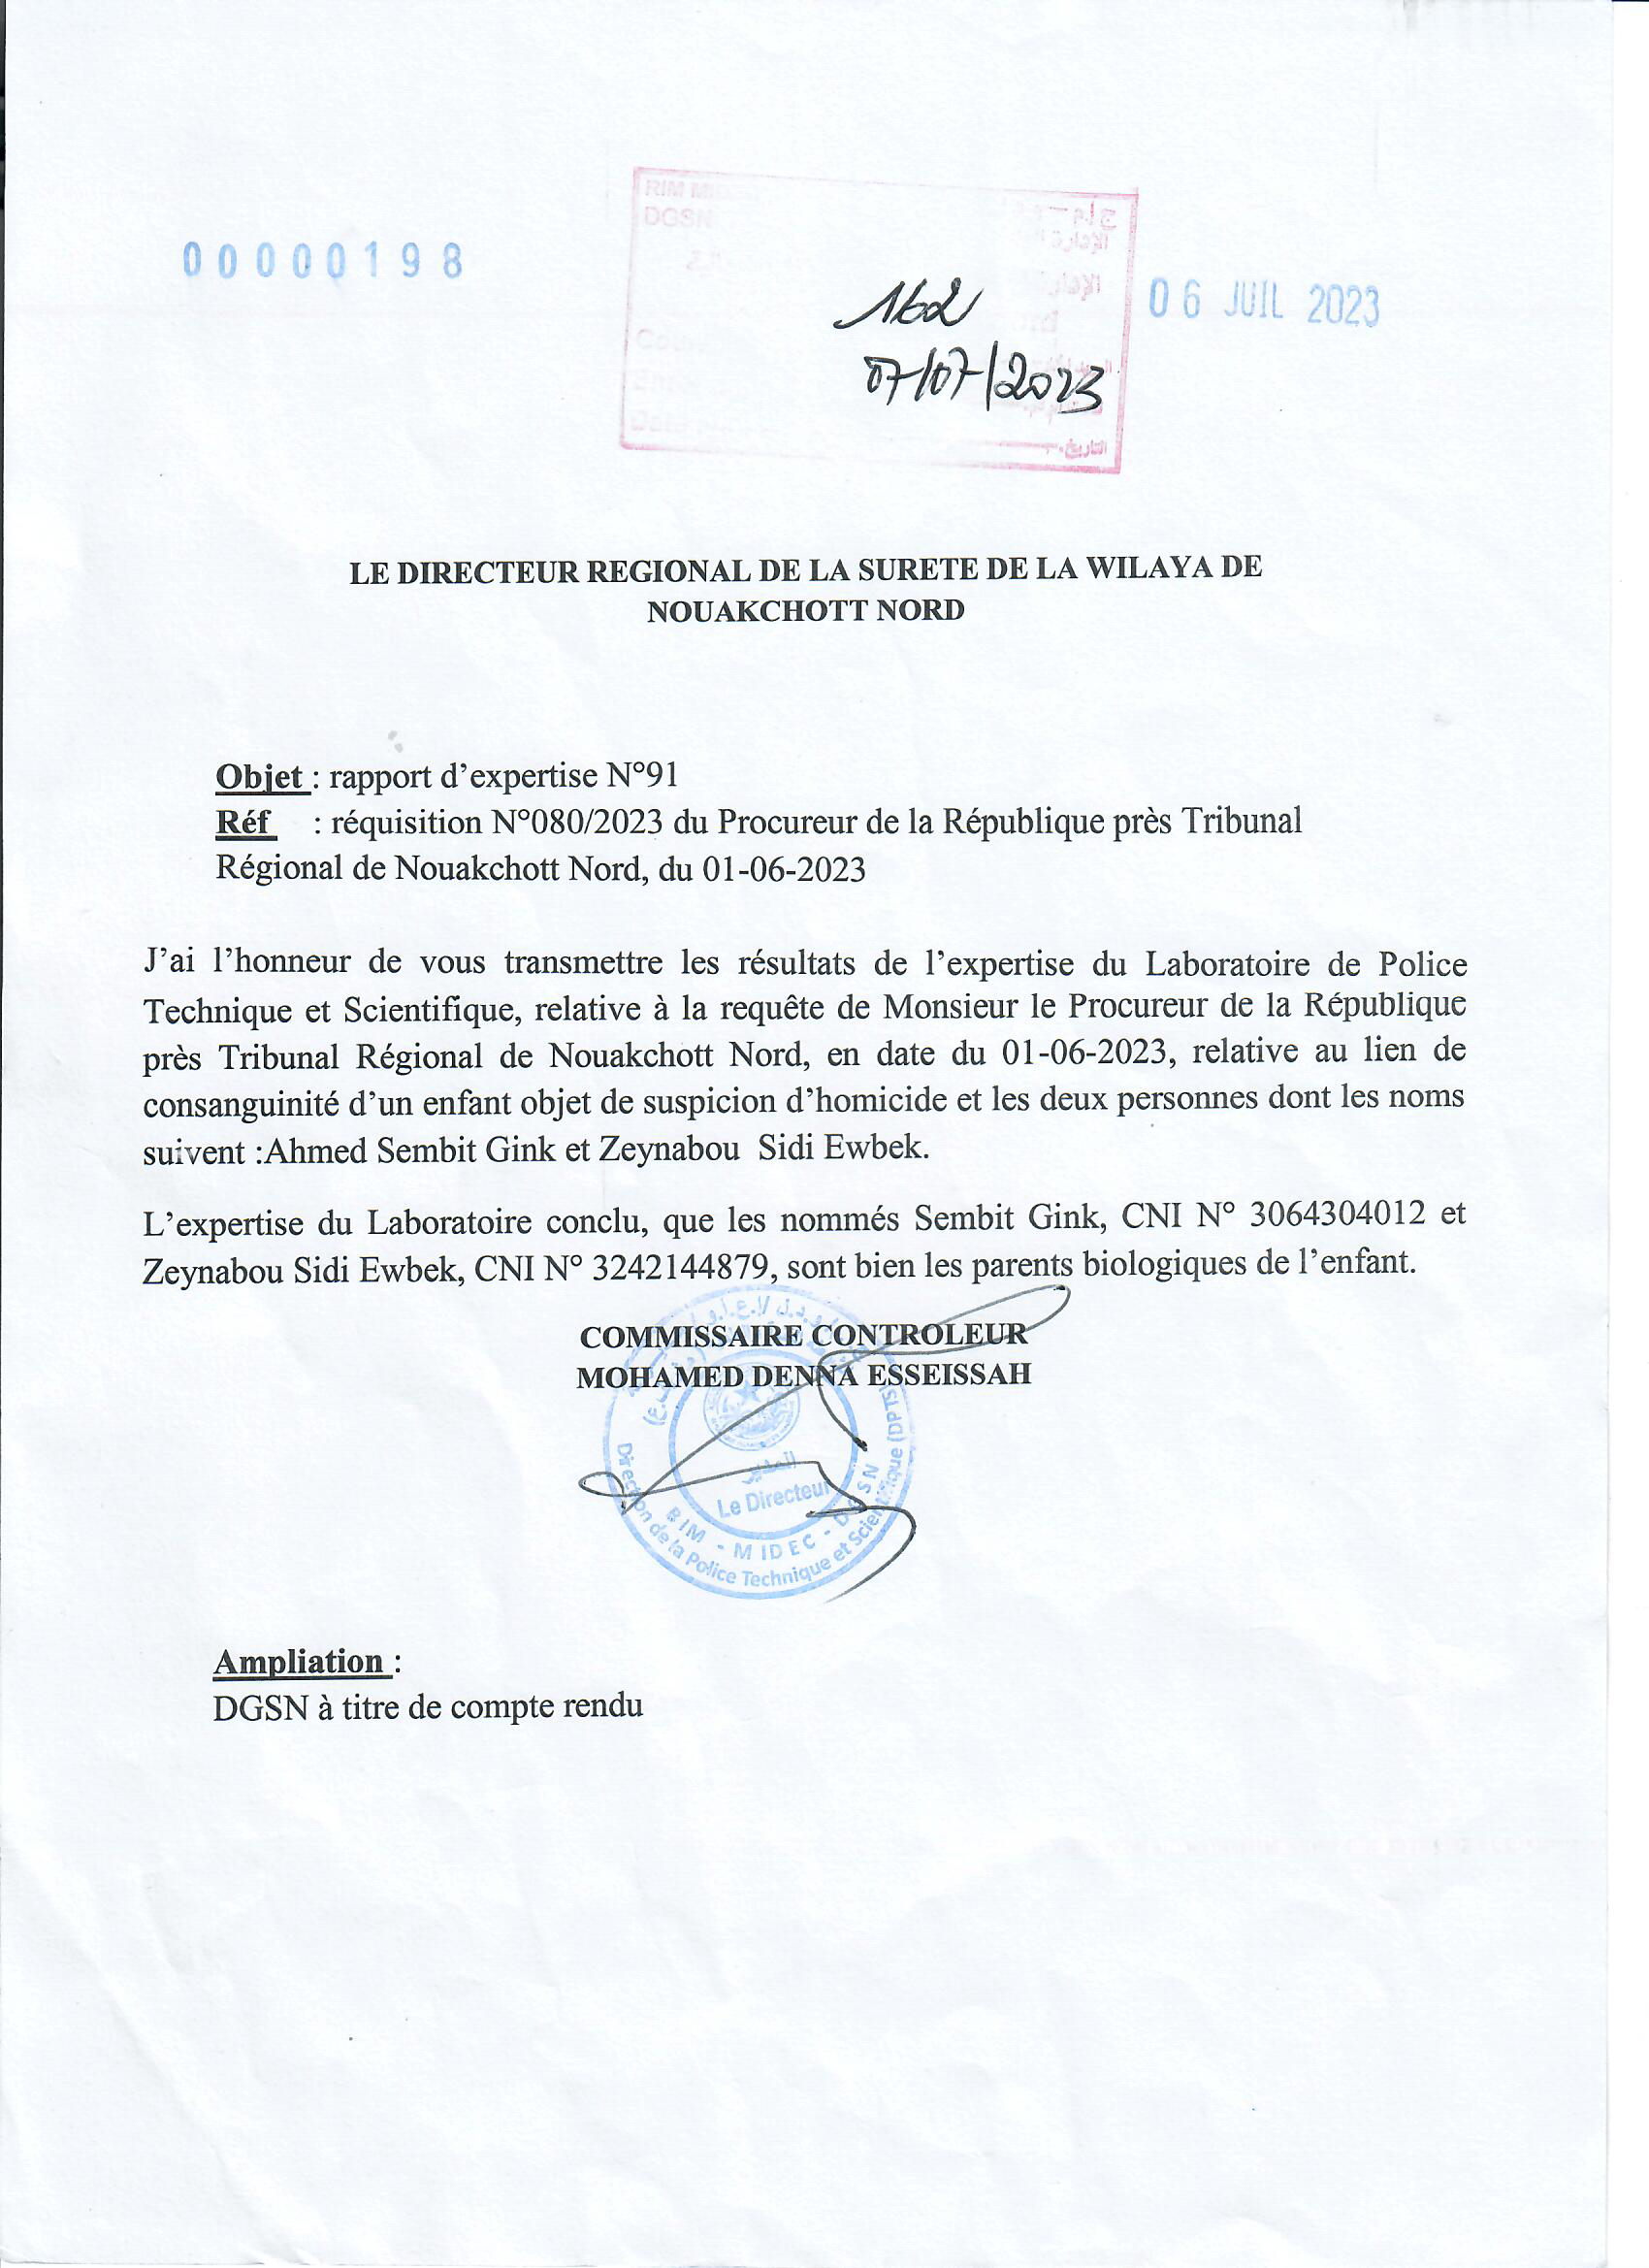 00000198
RIM
DGSN
162
07/07/2023
06 JUIL 2023
التاريخ
LE DIRECTEUR REGIONAL DE LA SURETE DE LA WILAYA DE
NOUAKCHOTT NORD
Objet : rapport d’expertise N°91
Réf : réquisition N°080/2023 du Procureur de la République près Tribunal
Régional de Nouakchott Nord, du 01-06-2023
J’ai l’honneur de vous transmettre les résultats de l’expertise du Laboratoire de Police
Technique et Scientifique, relative à la requête de Monsieur le Procureur de la République
près Tribunal Régional de Nouakchott Nord, en date du 01-06-2023, relative au lien de
consanguinité d’un enfant objet de suspicion d’homicide et les deux personnes dont les noms
suivent :Ahmed Sembit Gink et Zeynabou Sidi Ewbek.
L’expertise du Laboratoire conclu, que les nommés Sembit Gink, CNI N° 3064304012 et
Zeynabou Sidi Ewbek, CNI N° 3242144879, sont bien les parents biologiques de l’enfant.
COMMISSAIRE CONTROLEUR
MOHAMED DENNA ESSEISSAH
المدير
Le Directeur
RIM - MIDEC - DGSN
Direction de la Police Technique et Scientifique (DPTS)
Ampliation :
DGSN à titre de compte rendu